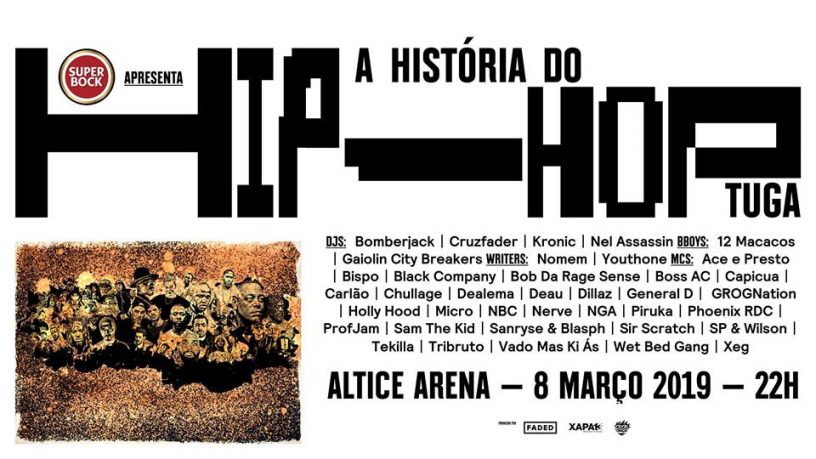 SUPER BOCK APRESENTA
A HISTÓRIA DO
HIP—HOP
TUGA
DJS: Bomberjack | Cruzfader | Kronic | Nel Assassin BBOYS: 12 Macacos
| Gaiolin City Breakers WRITERS: Nomem | Youthone MCS: Ace e Presto
| Bispo | Black Company | Bob Da Rage Sense | Boss AC | Capicua |
Carlão | Chullage | Dealema | Deau | Dillaz | General D | GROGNation
| Holly Hood | Micro | NBC | Nerve | NGA | Piruka | Phoenix RDC |
ProfJam | Sam The Kid | Sanryse & Blasph | Sir Scratch | SP & Wilson |
Tekilla | Tributo | Vado Mas Ki Ás | Wet Bed Gang | Xeg
ALTICE ARENA — 8 MARÇO 2019 — 22H
FADED XAPA13